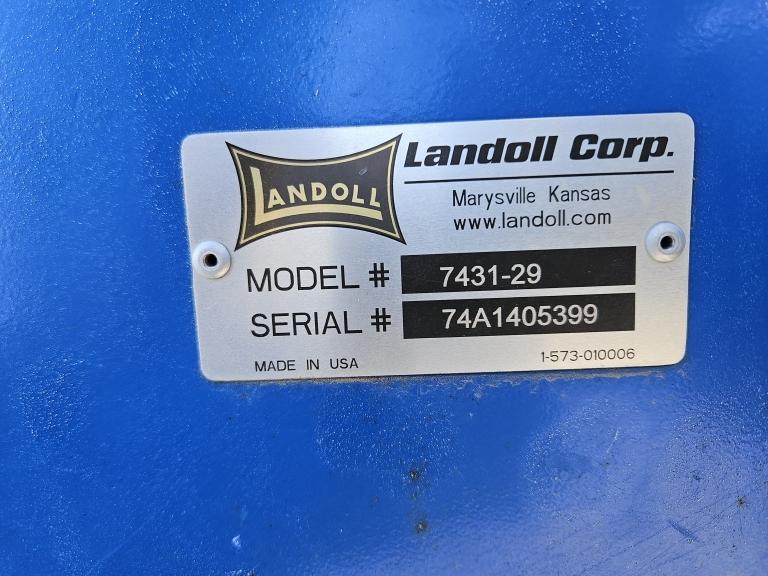 LANDOLL
Landoll Corp.
Marysville Kansas
www.landoll.com
MODEL # 7431-29
SERIAL # 74A1405399
MADE IN USA 1-573-010006